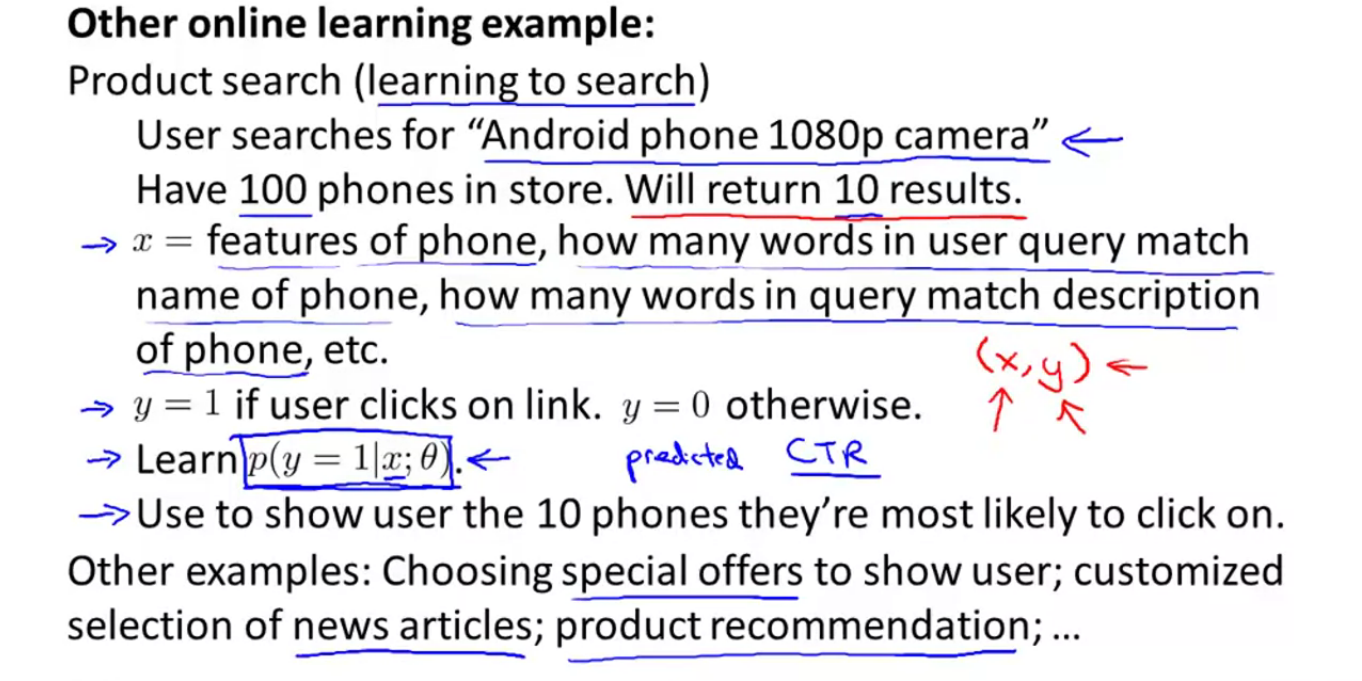 Other online learning example:
Product search (learning to search)
User searches for “Android phone 1080p camera” ←
Have 100 phones in store. Will return 10 results.
→ x = features of phone, how many words in user query match
name of phone, how many words in query match description
of phone, etc.
(x, y) ←
→ y = 1 if user clicks on link. y = 0 otherwise.
→ Learn p(y = 1|x; θ). ← predicted CTR
→ Use to show user the 10 phones they’re most likely to click on.
Other examples: Choosing special offers to show user; customized
selection of news articles; product recommendation; ...